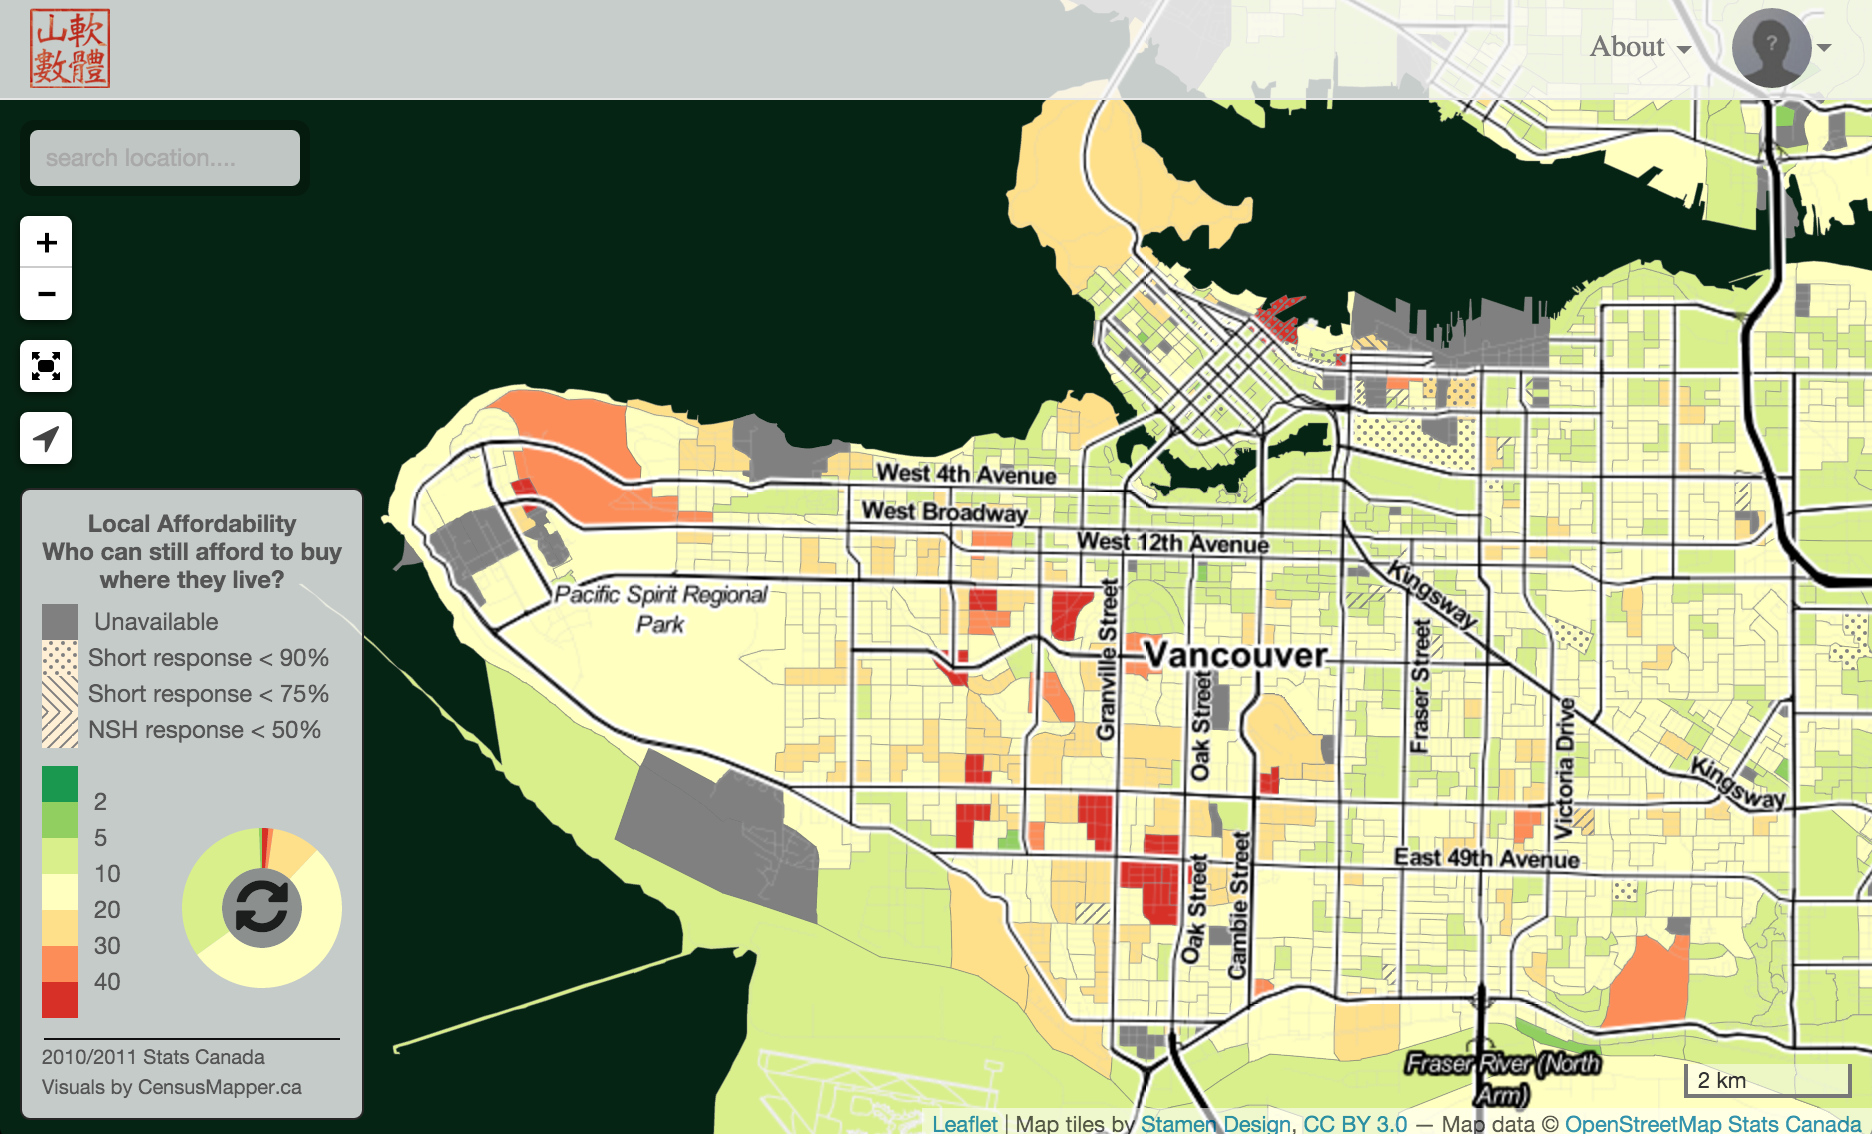 山軟
數體
About
?
search location....
+
−
Local Affordability
Who can still afford to buy
where they live?
Unavailable
Short response < 90%
Short response < 75%
NSH response < 50%
2
5
10
20
30
40
2010/2011 Stats Canada
Visuals by CensusMapper.ca
West 4th Avenue
West Broadway
West 12th Avenue
Pacific Spirit Regional
Park
Granville Street
Vancouver
Oak Street
Fraser Street
Kingsway
Victoria Drive
Kingsway
East 49th Avenue
Oak Street
Cambie Street
Fraser River (North
Arm)
2 km
Leaflet | Map tiles by Stamen Design, CC BY 3.0 — Map data © OpenStreetMap Stats Canada